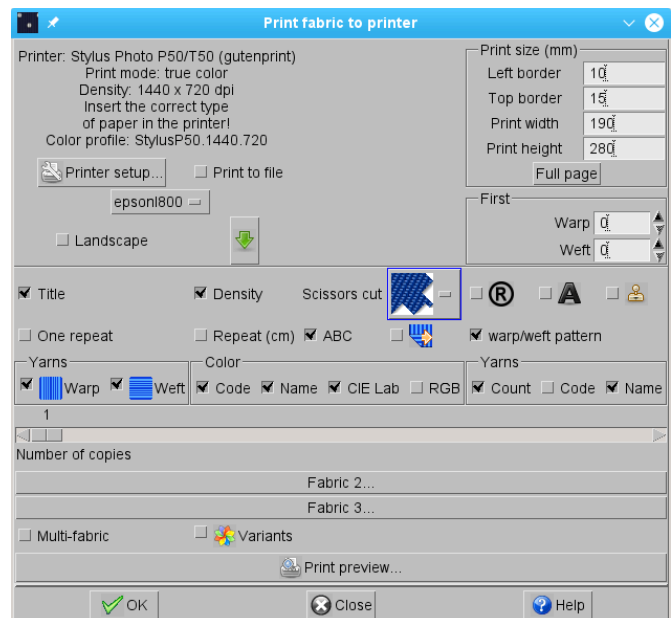 Print fabric to printer
Printer: Stylus Photo P50/T50 (gutenprint)
Print mode: true color
Density: 1440 x 720 dpi
Insert the correct type
of paper in the printer!
Color profile: StylusP50.1440.720
Printer setup...
Print to file
epsonl800
Landscape
Print size (mm)
Left border 10
Top border 15
Print width 190
Print height 280
Full page
First
Warp 0
Weft 0
Title
Density
Scissors cut
®
A
One repeat
Repeat (cm)
ABC
warp/weft pattern
Yarns
Warp
Weft
Color
Code
Name
CIE Lab
RGB
Yarns
Count
Code
Name
1
Number of copies
Fabric 2...
Fabric 3...
Multi-fabric
Variants
Print preview...
OK
Close
Help